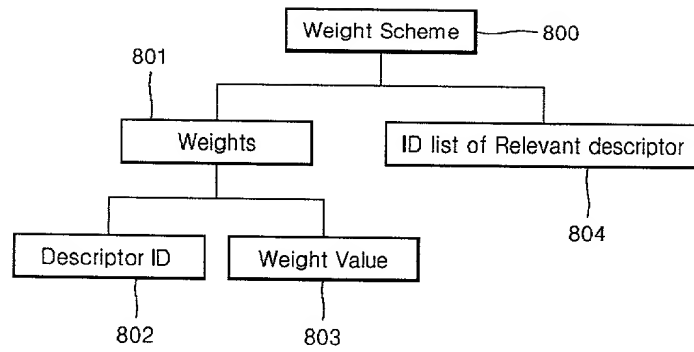 Weight Scheme
800
801
Weights
ID list of Relevant descriptor
804
Descriptor ID
Weight Value
802
803